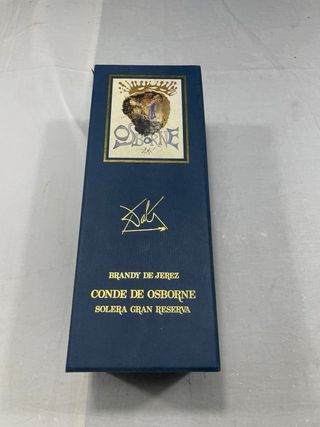 OSBORNE
Dalí
BRANDY DE JEREZ
CONDE DE OSBORNE
SOLERA GRAN RESERVA